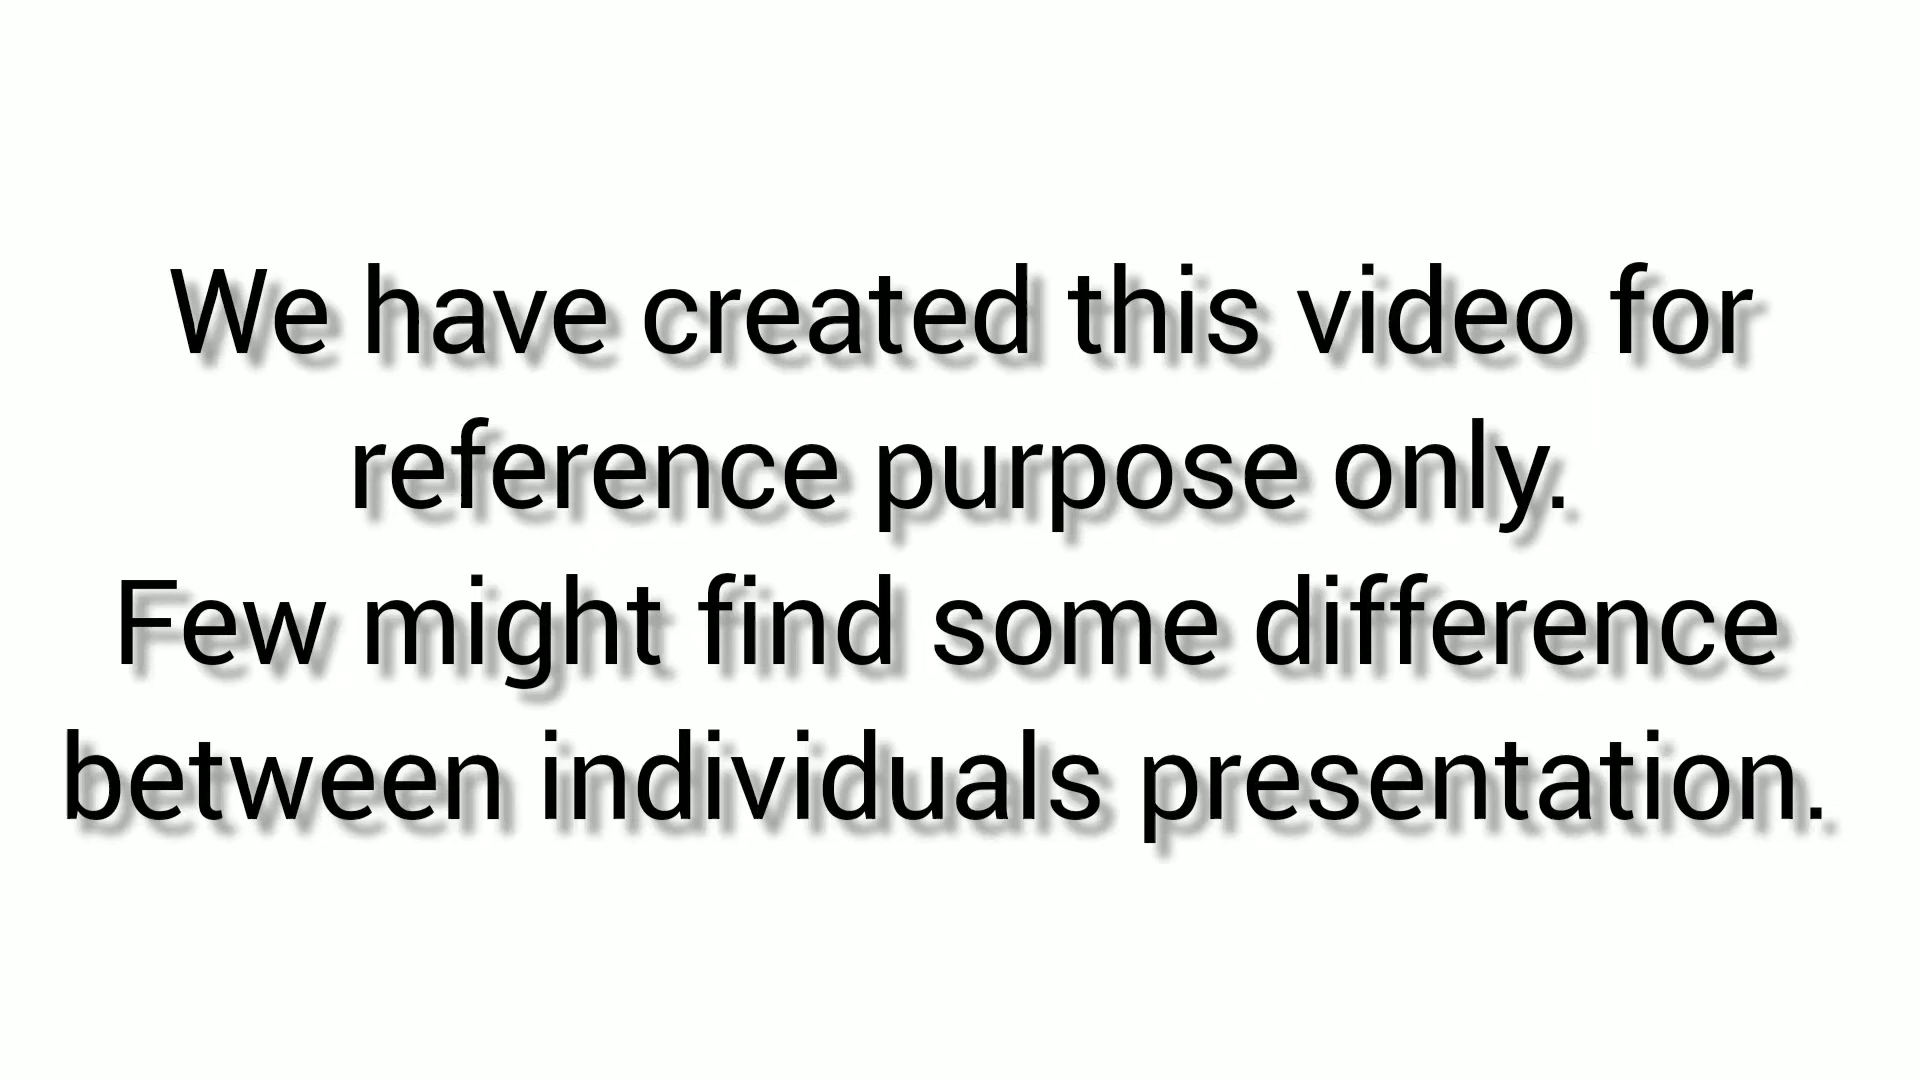 We have created this video for
reference purpose only.
Few might find some difference
between individuals presentation.